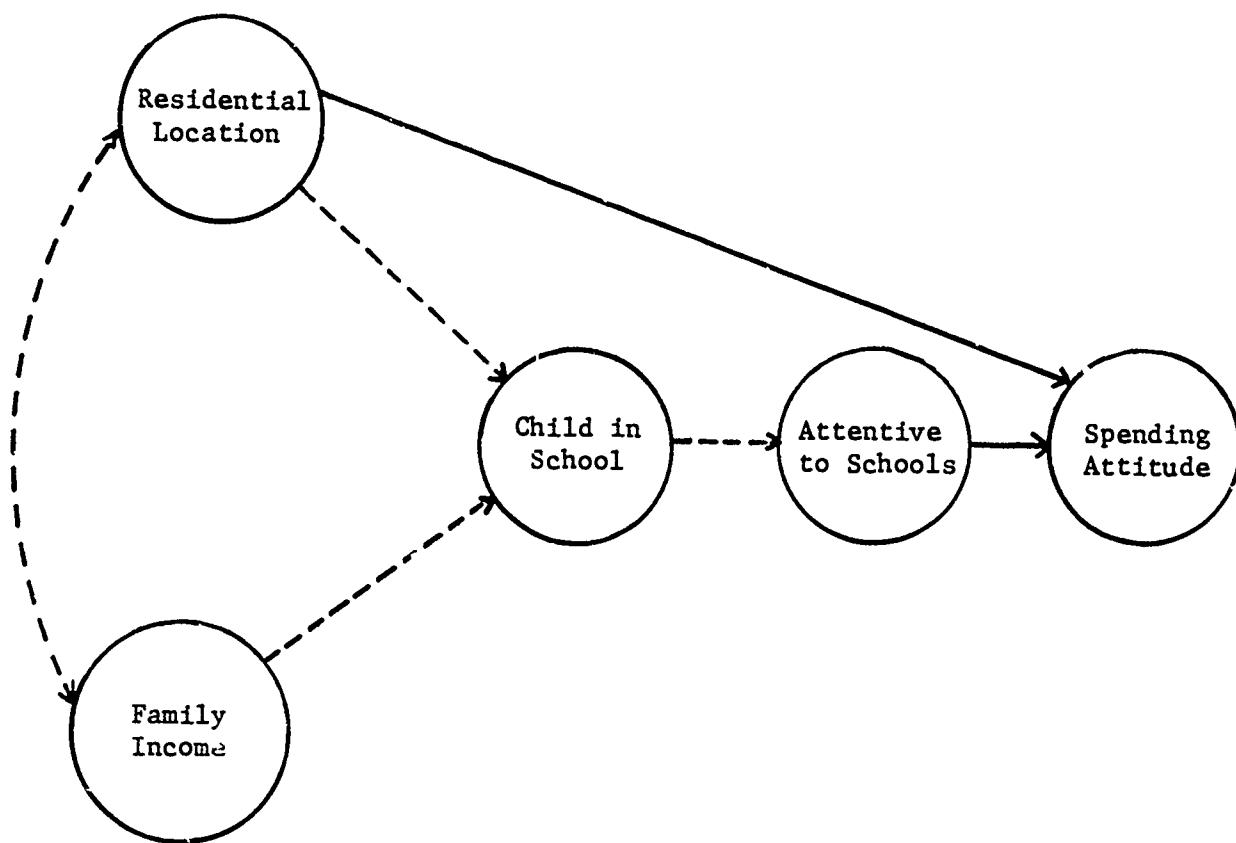 Residential
Location
Child in
School
Attentive
to Schools
Spending
Attitude
Family
Income